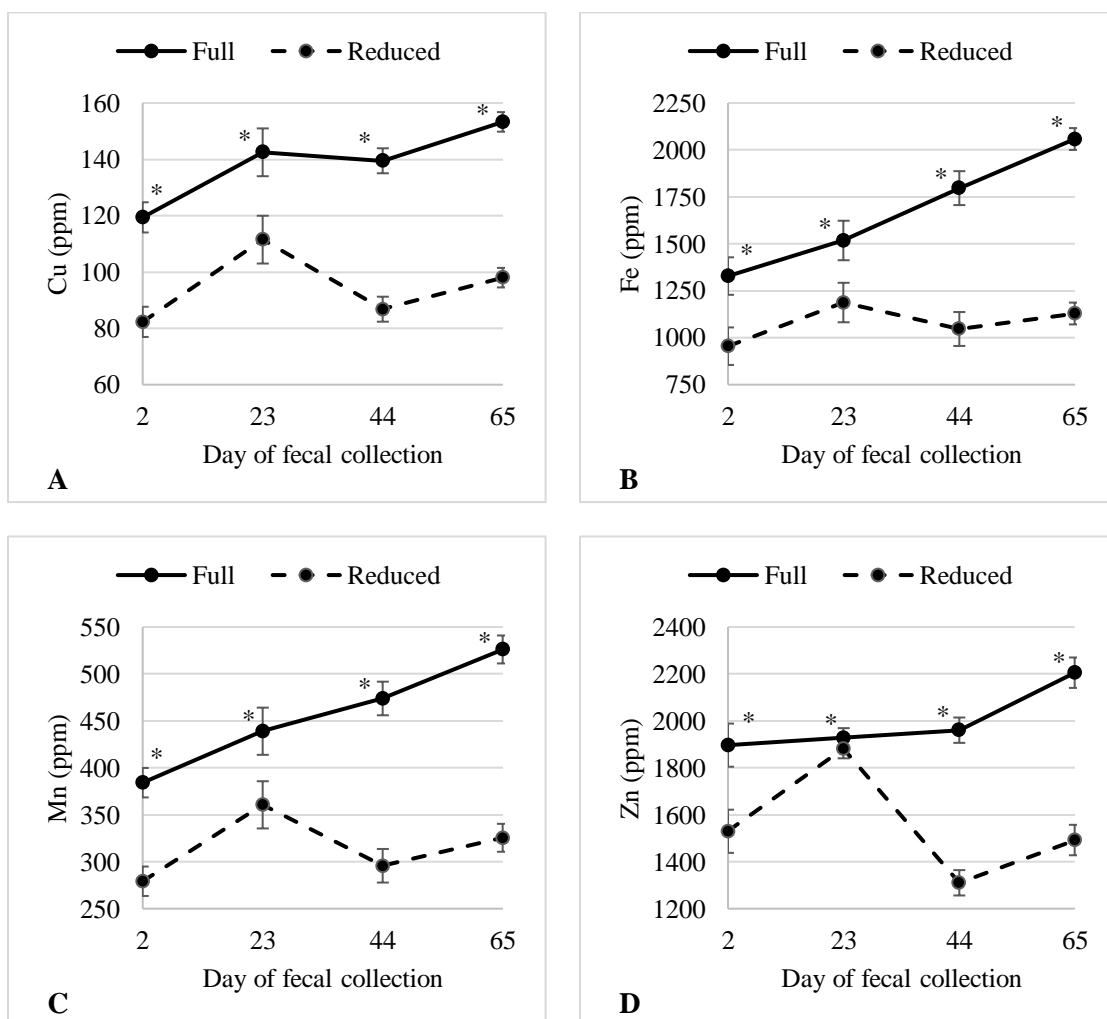 Full Reduced
*
*
*
*
160
140
120
100
80
60
Cu (ppm)
2 23 44 65
Day of fecal collection
A
Full Reduced
*
*
*
*
2250
2000
1750
1500
1250
1000
750
Fe (ppm)
2 23 44 65
Day of fecal collection
B
Full Reduced
*
*
*
*
550
500
450
400
350
300
250
Mn (ppm)
2 23 44 65
Day of fecal collection
C
Full Reduced
*
*
*
*
2400
2200
2000
1800
1600
1400
1200
Zn (ppm)
2 23 44 65
Day of fecal collection
D